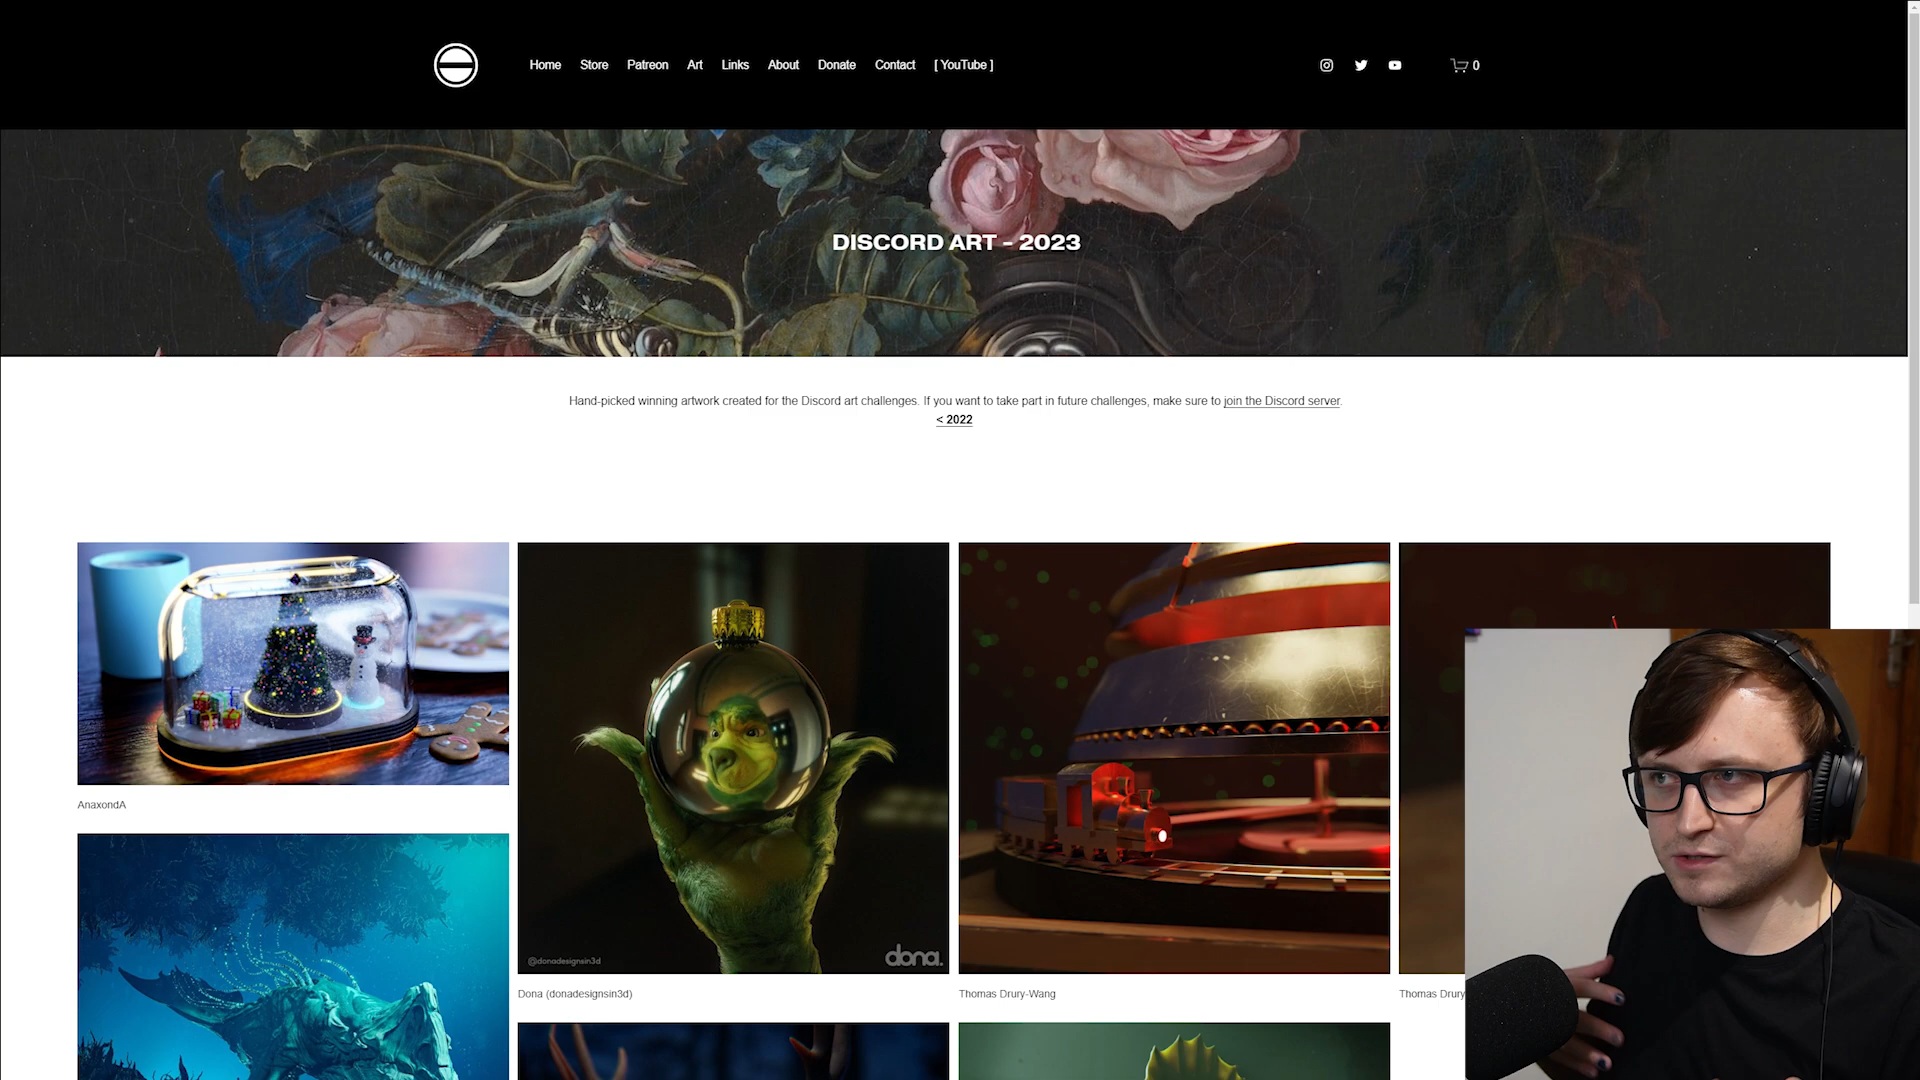 Home Store Patreon Art Links About Donate Contact [ YouTube ]
0
DISCORD ART - 2023
Hand-picked winning artwork created for the Discord art challenges. If you want to take part in future challenges, make sure to join the Discord server.
< 2022
AnaxondA
@donadesignsin3d
dona.
Dona (donadesignsin3d)
Thomas Drury-Wang
Thomas Drury